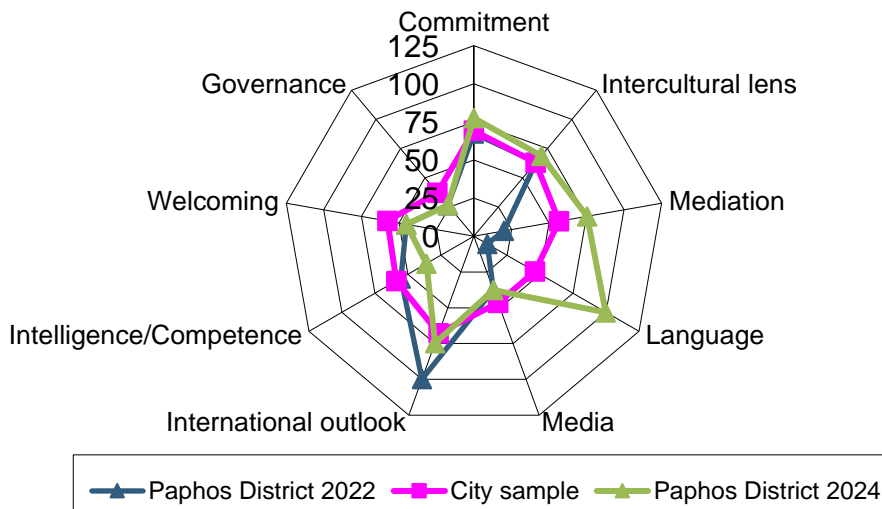 Commitment
125
100
75
50
25
0
Governance
Intercultural lens
Welcoming
Mediation
Intelligence/Competence
Language
International outlook
Media
Paphos District 2022 City sample Paphos District 2024